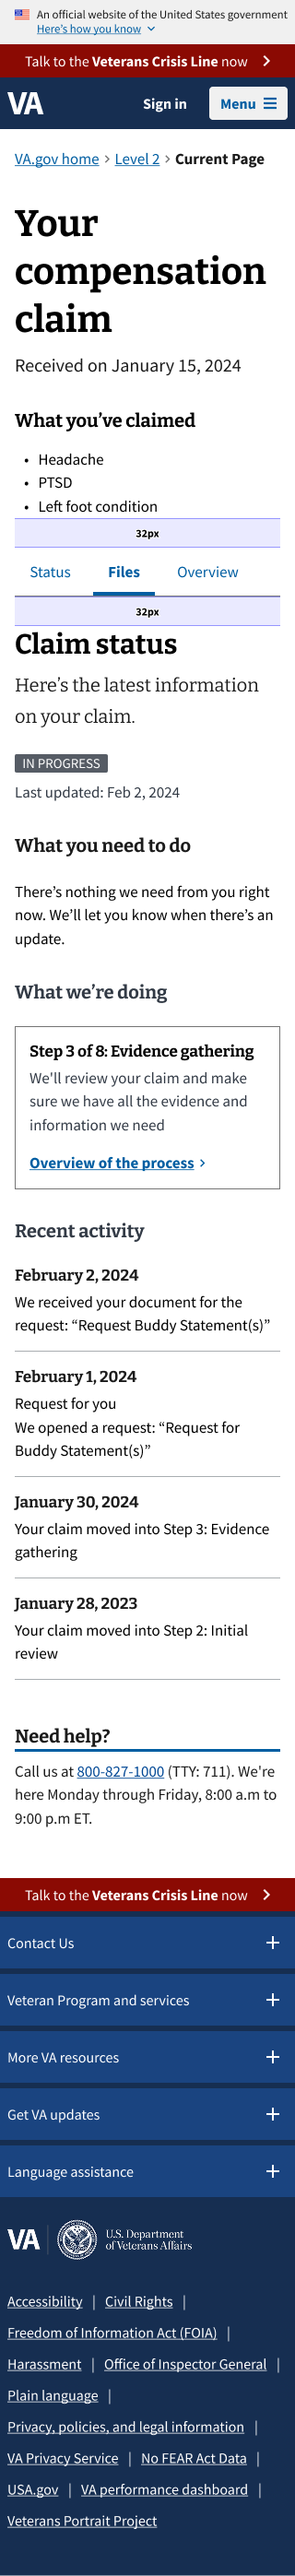 An official website of the United States government
Here's how you know
Talk to the Veterans Crisis Line now
VA
Sign in
Menu
VA.gov home > Level 2 > Current Page
Your
compensation
claim
Received on January 15, 2024
What you've claimed
• Headache
• PTSD
• Left foot condition
32px
Status Files Overview
32px
Claim status
Here's the latest information
on your claim.
IN PROGRESS
Last updated: Feb 2, 2024
What you need to do
There's nothing we need from you right
now. We'll let you know when there's an
update.
What we're doing
Step 3 of 8: Evidence gathering
We'll review your claim and make
sure we have all the evidence and
information we need
Overview of the process
Recent activity
February 2, 2024
We received your document for the
request: “Request Buddy Statement(s)”
February 1, 2024
Request for you
We opened a request: “Request for
Buddy Statement(s)”
January 30, 2024
Your claim moved into Step 3: Evidence
gathering
January 28, 2023
Your claim moved into Step 2: Initial
review
Need help?
Call us at 800-827-1000 (TTY: 711). We're
here Monday through Friday, 8:00 a.m to
9:00 p.m ET.
Talk to the Veterans Crisis Line now
Contact Us
Veteran Program and services
More VA resources
Get VA updates
Language assistance
VA
U.S. Department
of Veterans Affairs
Accessibility | Civil Rights |
Freedom of Information Act (FOIA) |
Harassment | Office of Inspector General |
Plain language |
Privacy, policies, and legal information |
VA Privacy Service | No FEAR Act Data |
USA.gov | VA performance dashboard |
Veterans Portrait Project